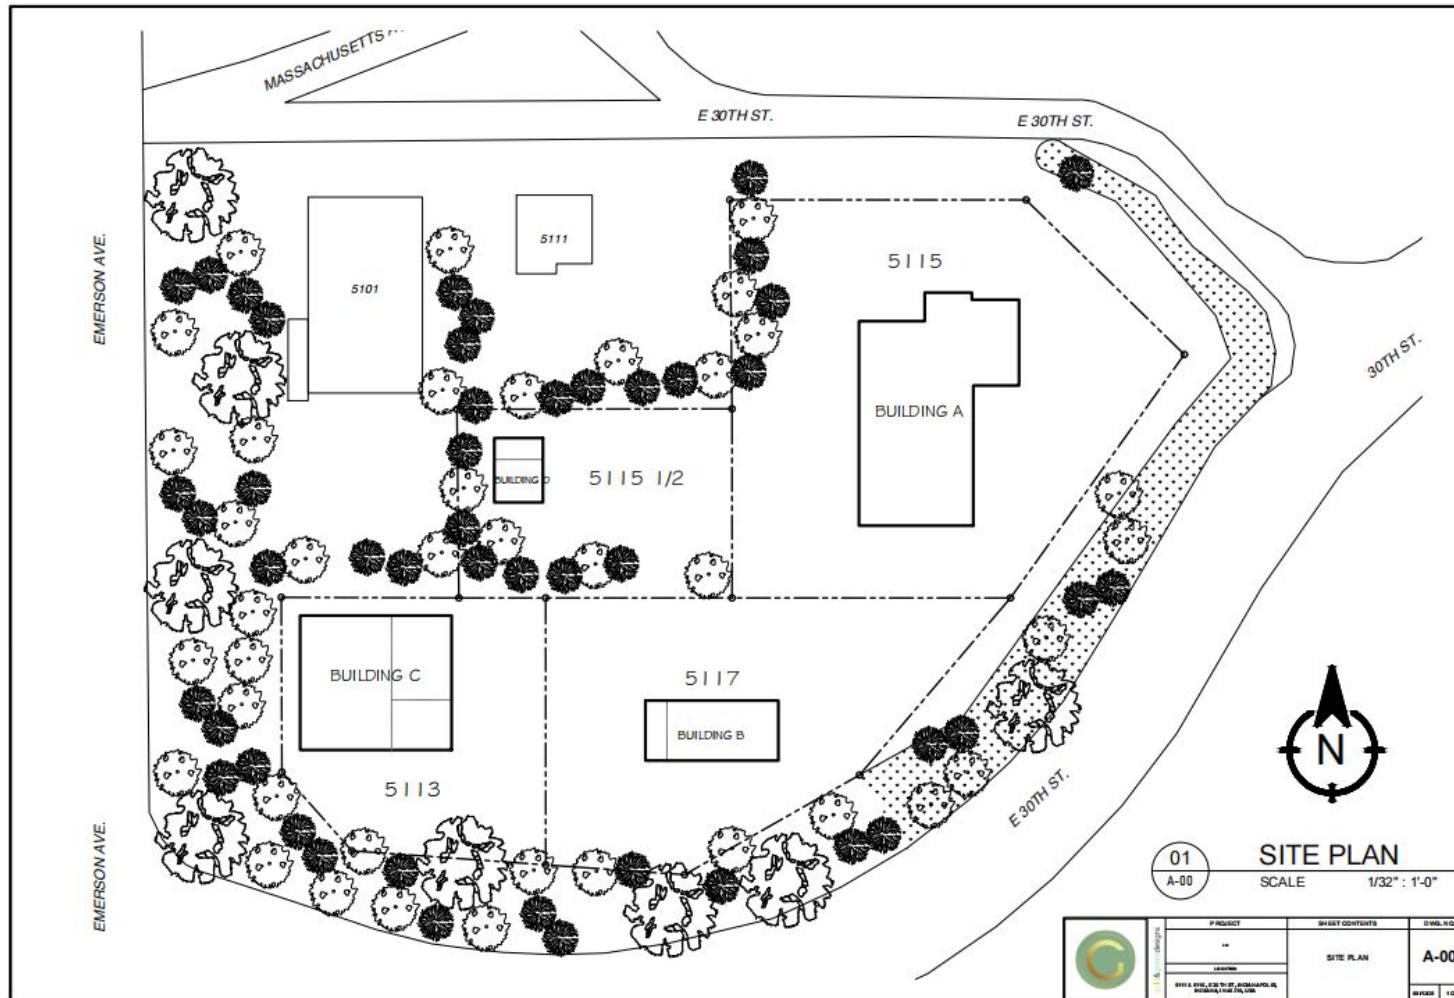 MASSACHUSETTS
E 30TH ST.
E 30TH ST.
EMERSON AVE.
5101
5111
5115
30TH ST.
BUILDING A
BUILDING D
5115 1/2
BUILDING C
5117
BUILDING B
5113
E 30TH ST.
EMERSON AVE.
N
01
A-00
SITE PLAN
SCALE 1/32" : 1'-0"
PROJECT
SHEET CONTENTS
LOCATION
SITE PLAN
A-00